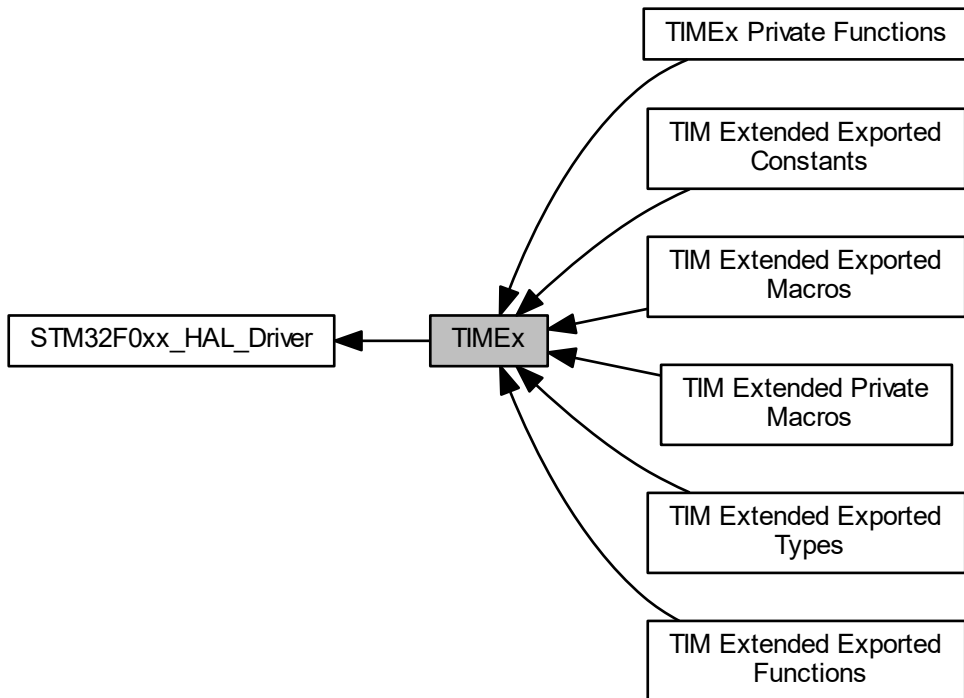 TIMEx Private Functions
TIM Extended Exported
Constants
TIM Extended Exported
Macros
STM32F0xx_HAL_Driver
TIMEx
TIM Extended Private
Macros
TIM Extended Exported
Types
TIM Extended Exported
Functions